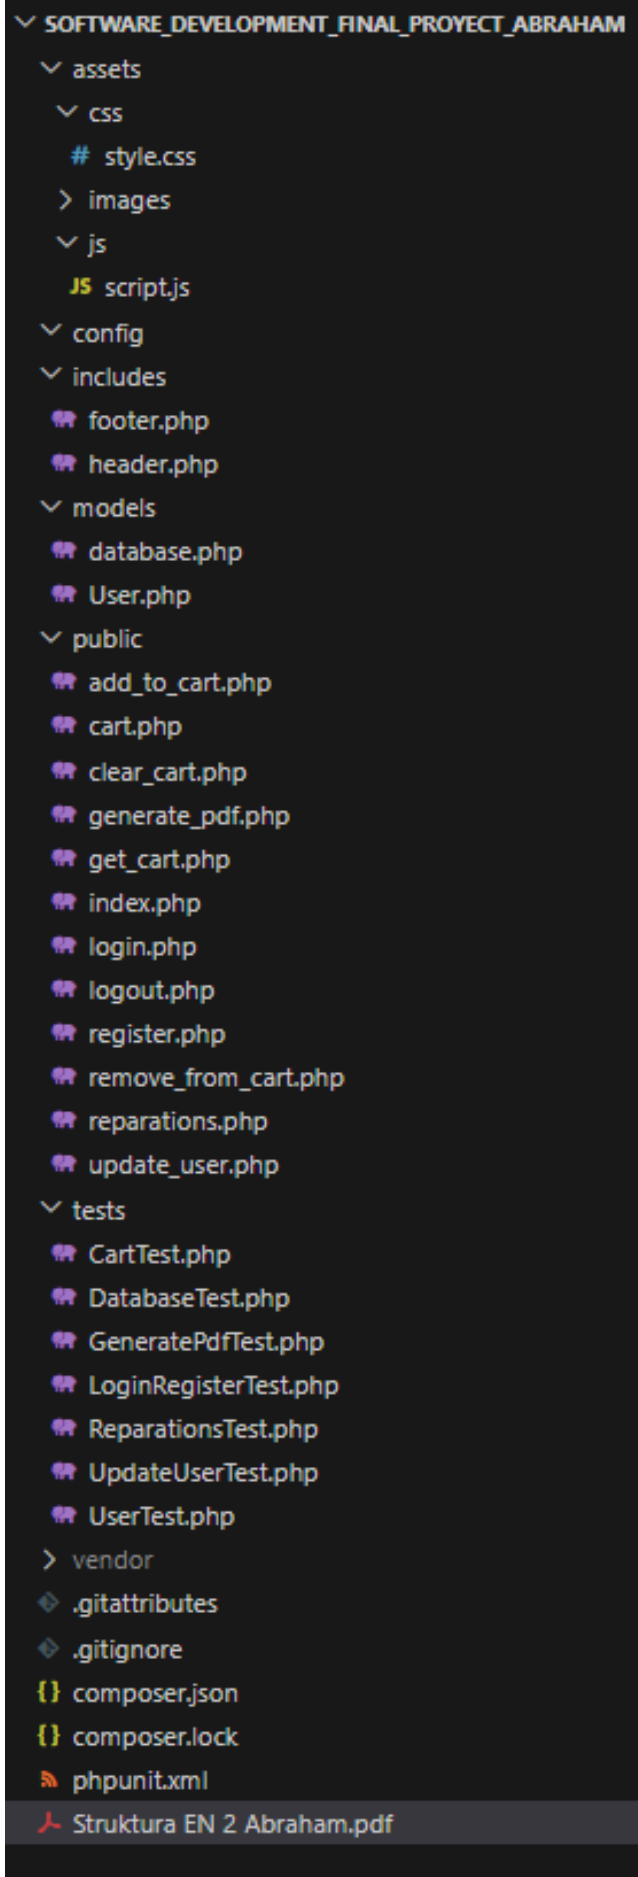 SOFTWARE_DEVELOPMENT_FINAL_PROYECT_ABRAHAM
assets
css
# style.css
images
js
JS script.js
config
includes
footer.php
header.php
models
database.php
User.php
public
add_to_cart.php
cart.php
clear_cart.php
generate_pdf.php
get_cart.php
index.php
login.php
logout.php
register.php
remove_from_cart.php
reparations.php
update_user.php
tests
CartTest.php
DatabaseTest.php
GeneratePdfTest.php
LoginRegisterTest.php
ReparationsTest.php
UpdateUserTest.php
UserTest.php
vendor
.gitattributes
.gitignore
{} composer.json
{} composer.lock
phpunit.xml
Struktura EN 2 Abraham.pdf